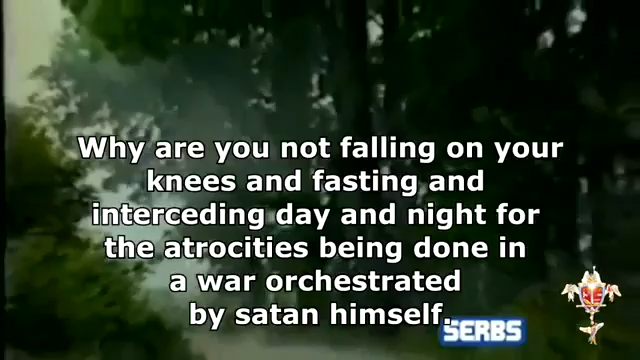 Why are you not falling on your
knees and fasting and
interceding day and night for
the atrocities being done in
a war orchestrated
by satan himself.
SERBS